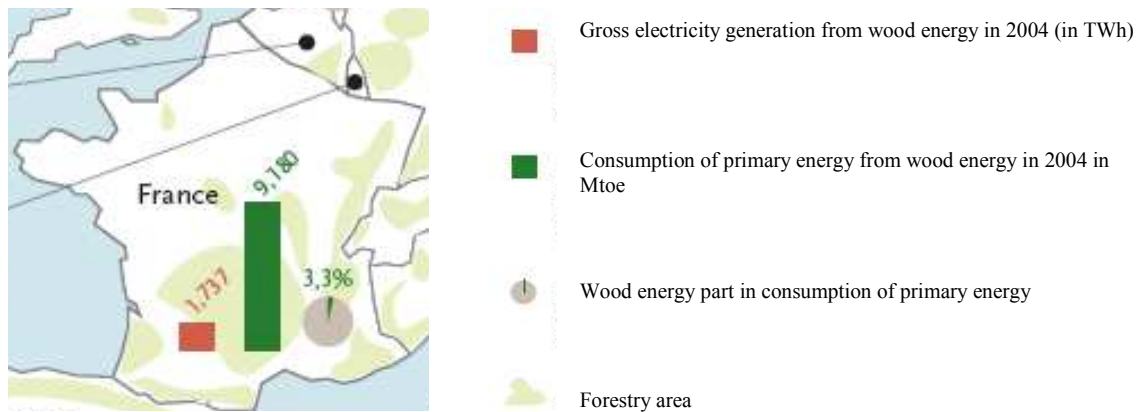 France
9,180
1,737
3,3%
Gross electricity generation from wood energy in 2004 (in TWh)
Consumption of primary energy from wood energy in 2004 in
Mtoe
Wood energy part in consumption of primary energy
Forestry area